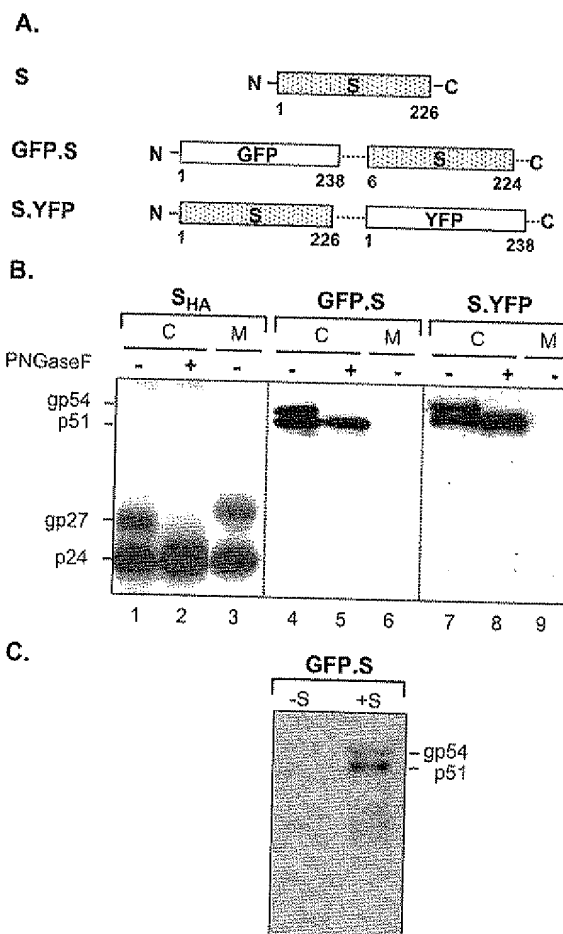 A.
S
N S C
1 226
GFP.S
N GFP S C
1 238 6 224
S.YFP
N S YFP C
1 226 1 238
B.
S_HA GFP.S S.YFP
C M C M C M
PNGaseF - + - - + - - + -
gp54
p51
gp27
p24
1 2 3 4 5 6 7 8 9
C.
GFP.S
-S +S
gp54
p51